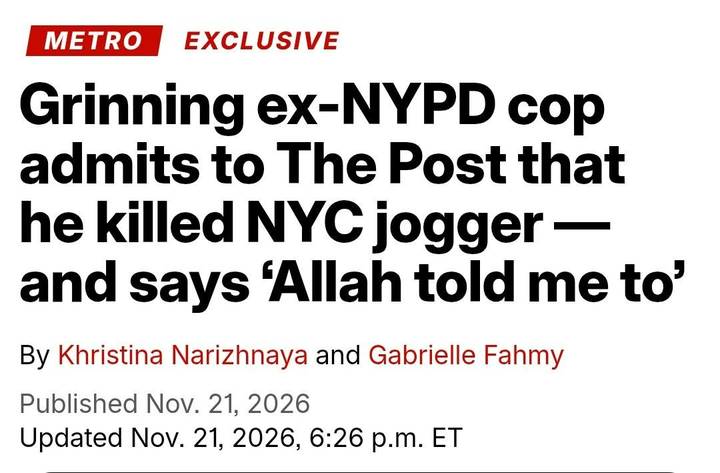 METRO EXCLUSIVE
Grinning ex-NYPD cop
admits to The Post that
he killed NYC jogger —
and says ‘Allah told me to’
By Khristina Narizhnaya and Gabrielle Fahmy
Published Nov. 21, 2026
Updated Nov. 21, 2026, 6:26 p.m. ET